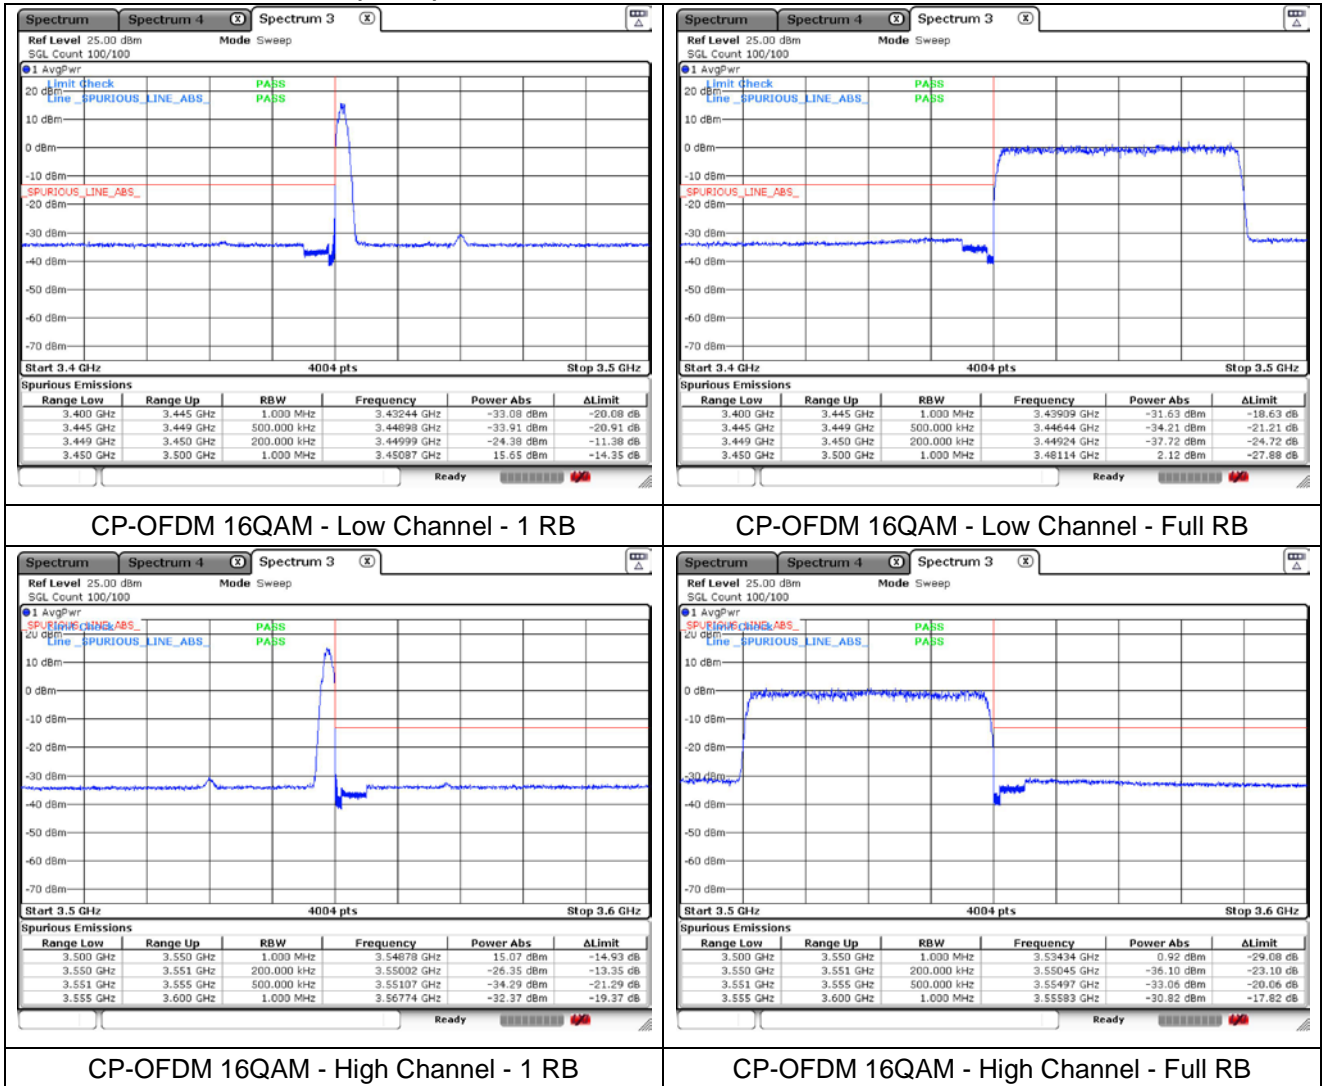 Spectrum Spectrum 4 Spectrum 3
Ref Level 25.00 dBm Mode Sweep
SGL Count 100/100
1 AvgPwr
Limit Check PASS
20 dBm
Line _SPURIOUS_LINE_ABS_ PASS
10 dBm
0 dBm
-10 dBm
_SPURIOUS_LINE_ABS_
-20 dBm
-30 dBm
-40 dBm
-50 dBm
-60 dBm
-70 dBm
Start 3.4 GHz 4004 pts Stop 3.5 GHz
Spurious Emissions
Range Low Range Up RBW Frequency Power Abs ΔLimit
3.400 GHz 3.445 GHz 1.000 MHz 3.43244 GHz -33.08 dBm -20.08 dB
3.445 GHz 3.449 GHz 500.000 kHz 3.44898 GHz -33.91 dBm -20.91 dB
3.449 GHz 3.450 GHz 200.000 kHz 3.44999 GHz -24.38 dBm -11.38 dB
3.450 GHz 3.500 GHz 1.000 MHz 3.45087 GHz 15.65 dBm -14.35 dB
Ready
CP-OFDM 16QAM - Low Channel - 1 RB
Spectrum Spectrum 4 Spectrum 3
Ref Level 25.00 dBm Mode Sweep
SGL Count 100/100
1 AvgPwr
Limit Check PASS
20 dBm
Line _SPURIOUS_LINE_ABS_ PASS
10 dBm
0 dBm
-10 dBm
_SPURIOUS_LINE_ABS_
-20 dBm
-30 dBm
-40 dBm
-50 dBm
-60 dBm
-70 dBm
Start 3.4 GHz 4004 pts Stop 3.5 GHz
Spurious Emissions
Range Low Range Up RBW Frequency Power Abs ΔLimit
3.400 GHz 3.445 GHz 1.000 MHz 3.43909 GHz -31.63 dBm -18.63 dB
3.445 GHz 3.449 GHz 500.000 kHz 3.44644 GHz -34.21 dBm -21.21 dB
3.449 GHz 3.450 GHz 200.000 kHz 3.44924 GHz -37.72 dBm -24.72 dB
3.450 GHz 3.500 GHz 1.000 MHz 3.48114 GHz 2.12 dBm -27.88 dB
Ready
CP-OFDM 16QAM - Low Channel - Full RB
Spectrum Spectrum 4 Spectrum 3
Ref Level 25.00 dBm Mode Sweep
SGL Count 100/100
1 AvgPwr
_SPURIOUS_LINE_ABS_
Limit Check PASS
20 dBm
Line _SPURIOUS_LINE_ABS_ PASS
10 dBm
0 dBm
-10 dBm
-20 dBm
-30 dBm
-40 dBm
-50 dBm
-60 dBm
-70 dBm
Start 3.5 GHz 4004 pts Stop 3.6 GHz
Spurious Emissions
Range Low Range Up RBW Frequency Power Abs ΔLimit
3.500 GHz 3.550 GHz 1.000 MHz 3.54878 GHz 15.07 dBm -14.93 dB
3.550 GHz 3.551 GHz 200.000 kHz 3.55002 GHz -26.35 dBm -13.35 dB
3.551 GHz 3.555 GHz 500.000 kHz 3.55107 GHz -34.29 dBm -21.29 dB
3.555 GHz 3.600 GHz 1.000 MHz 3.56774 GHz -32.37 dBm -19.37 dB
Ready
CP-OFDM 16QAM - High Channel - 1 RB
Spectrum Spectrum 4 Spectrum 3
Ref Level 25.00 dBm Mode Sweep
SGL Count 100/100
1 AvgPwr
_SPURIOUS_LINE_ABS_
Limit Check PASS
20 dBm
Line _SPURIOUS_LINE_ABS_ PASS
10 dBm
0 dBm
-10 dBm
-20 dBm
-30 dBm
-40 dBm
-50 dBm
-60 dBm
-70 dBm
Start 3.5 GHz 4004 pts Stop 3.6 GHz
Spurious Emissions
Range Low Range Up RBW Frequency Power Abs ΔLimit
3.500 GHz 3.550 GHz 1.000 MHz 3.53434 GHz 0.92 dBm -29.08 dB
3.550 GHz 3.551 GHz 200.000 kHz 3.55045 GHz -36.10 dBm -23.10 dB
3.551 GHz 3.555 GHz 500.000 kHz 3.55497 GHz -33.06 dBm -20.06 dB
3.555 GHz 3.600 GHz 1.000 MHz 3.55583 GHz -30.82 dBm -17.82 dB
Ready
CP-OFDM 16QAM - High Channel - Full RB